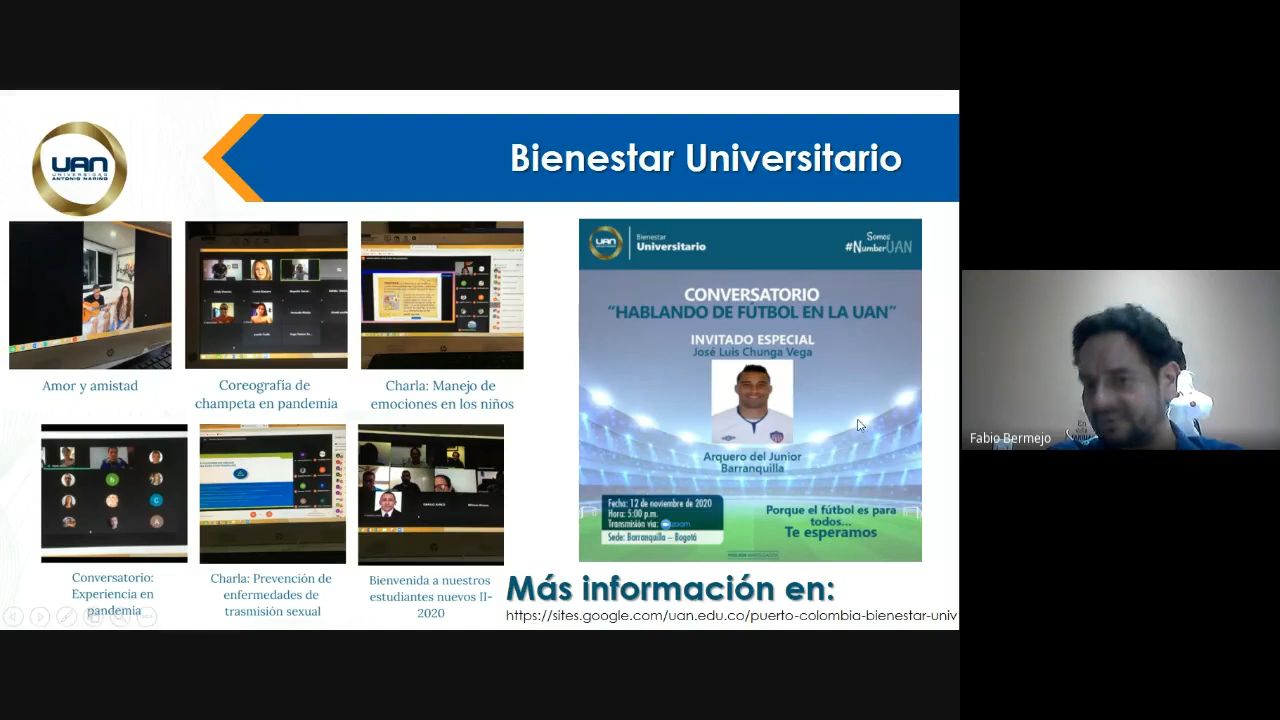 Bienestar Universitario
UAN
UNIVERSIDAD
ANTONIO NARIÑO
Amor y amistad
Coreografía de
champeta en pandemia
Charla: Manejo de
emociones en los niños
Conversatorio:
Experiencia en
pandemia
Charla: Prevención de
enfermedades de
trasmisión sexual
Bienvenida a nuestros
estudiantes nuevos II-
2020
UAN
Bienestar
Universitario
Somos
#NumberUAN
CONVERSATORIO
"HABLANDO DE FUTBOL EN LA UAN"
INVITADO ESPECIAL
José Luis Chunga Vega
Arquero del Junior
Barranquilla
Fecha: 12 de noviembre de 2020
Hora: 5:00 p.m.
Transmisión via: zoom
Sede: Barranquilla – Bogotá
Porque el fútbol es para
todos...
Te esperamos
Más información en:
https://sites.google.com/uan.edu.co/puerto-colombia-bienestar-univ
Fabio Bermejo